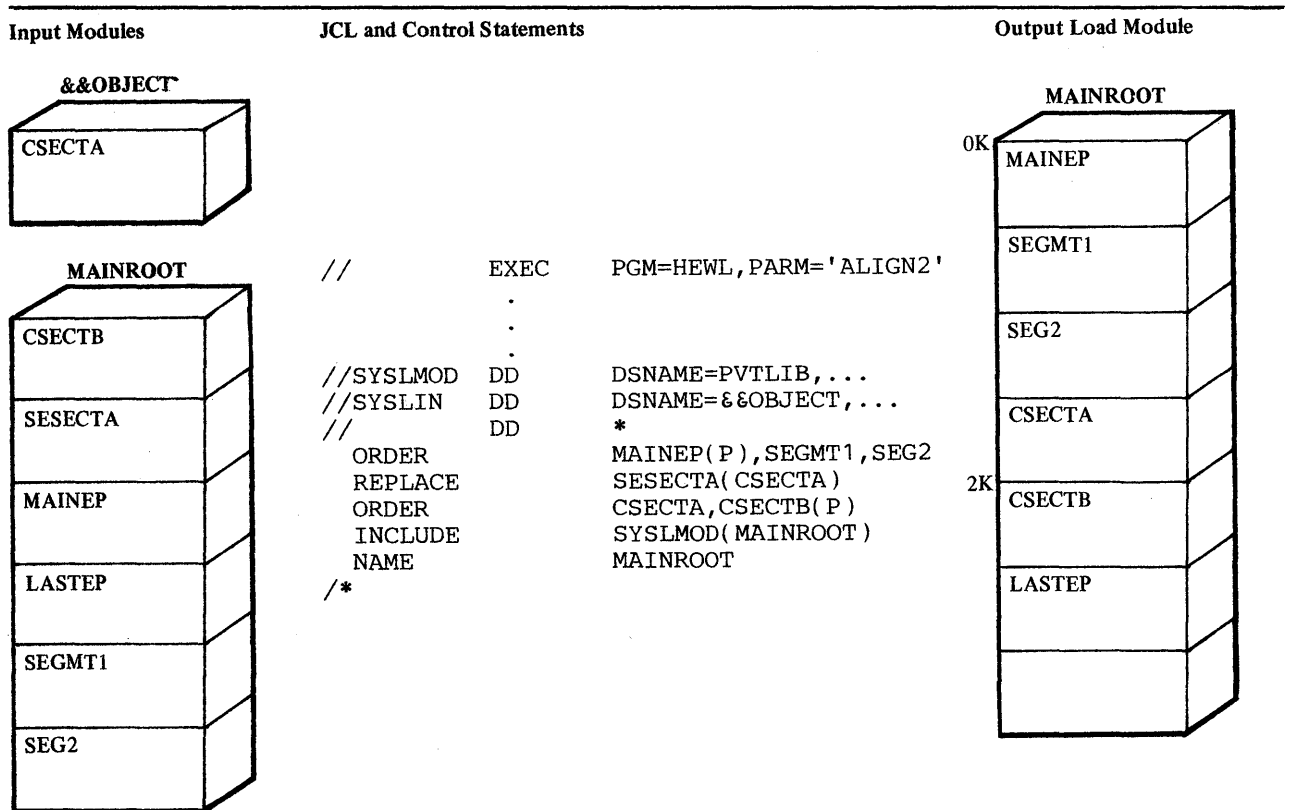 Input Modules
JCL and Control Statements
Output Load Module
&&OBJECT
CSECTA
MAINROOT
CSECTB
SESECTA
MAINEP
LASTEP
SEGMT1
SEG2
// EXEC PGM=HEWL,PARM='ALIGN2'
.
.
.
//SYSLMOD DD DSNAME=PVTLIB,...
//SYSLIN DD DSNAME=&&OBJECT,...
// DD *
ORDER MAINEP(P),SEGMT1,SEG2
REPLACE SESECTA(CSECTA)
ORDER CSECTA,CSECTB(P)
INCLUDE SYSLMOD(MAINROOT)
NAME MAINROOT
/*
MAINROOT
0K
MAINEP
SEGMT1
SEG2
CSECTA
2K
CSECTB
LASTEP